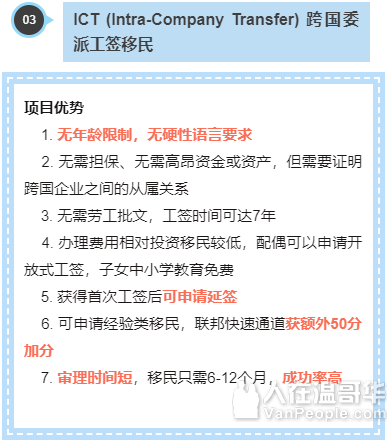 03
ICT (Intra-Company Transfer) 跨国委
派工签移民
项目优势
1. 无年龄限制，无硬性语言要求
2. 无需担保、无需高昂资金或资产，但需要证明
跨国企业之间的从属关系
3. 无需劳工批文，工签时间可达7年
4. 办理费用相对投资移民较低，配偶可以申请开
放式工签，子女中小学教育免费
5. 获得首次工签后可申请延签
6. 可申请经验类移民，联邦快速通道获额外50分
加分
7. 审理时间短，移民只需6-12个月，成功率高
人在温哥华
VanPeople.com